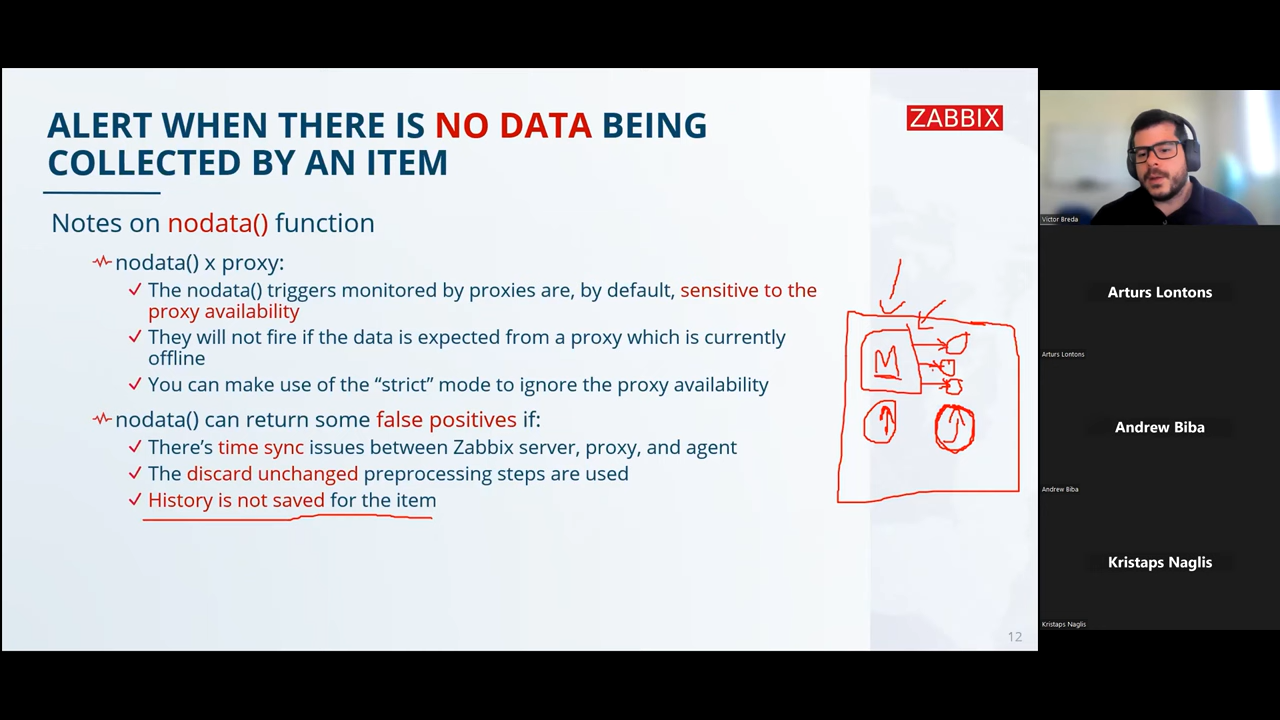 ALERT WHEN THERE IS NO DATA BEING
COLLECTED BY AN ITEM
ZABBIX
Notes on nodata() function
nodata() x proxy:
The nodata() triggers monitored by proxies are, by default, sensitive to the
proxy availability
They will not fire if the data is expected from a proxy which is currently
offline
You can make use of the “strict” mode to ignore the proxy availability
nodata() can return some false positives if:
There’s time sync issues between Zabbix server, proxy, and agent
The discard unchanged preprocessing steps are used
History is not saved for the item
M
12
Victor Breda
Arturs Lontons
Arturs Lontons
Andrew Biba
Andrew Biba
Kristaps Naglis
Kristaps Naglis